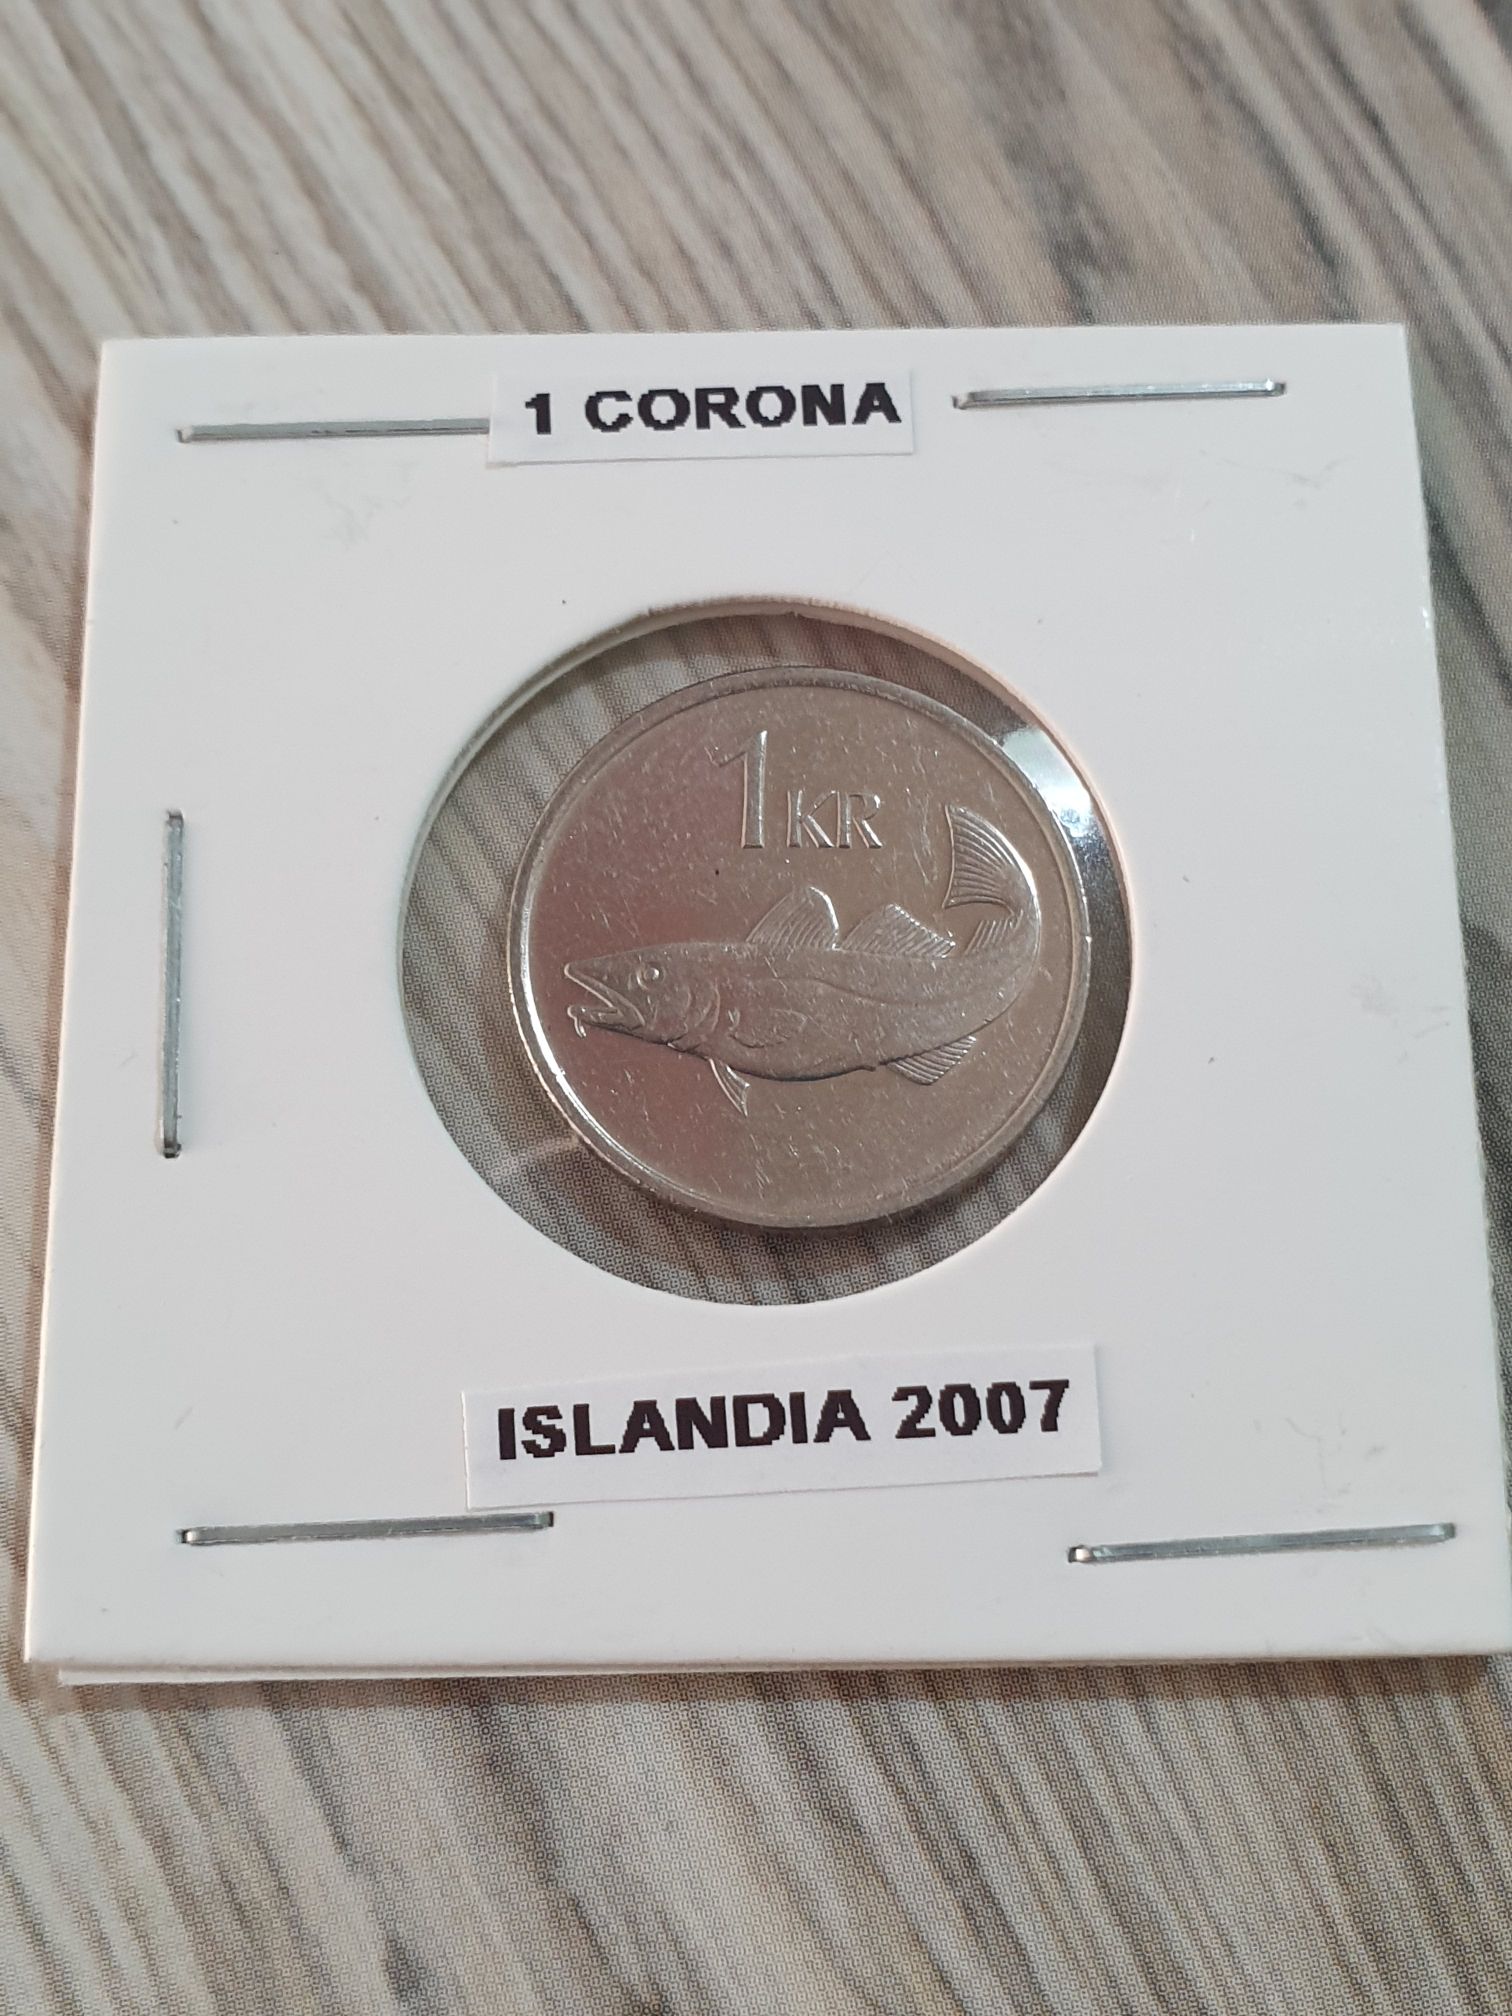 1 CORONA
1 KR
ISLANDIA 2007